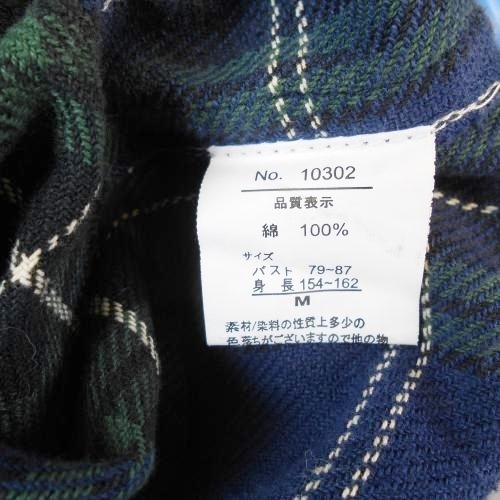 No. 10302
品質表示
綿 100%
サイズ
バスト 79~87
身 長 154~162
M
素材/染料の性質上多少の
色落ちがございますので他の物